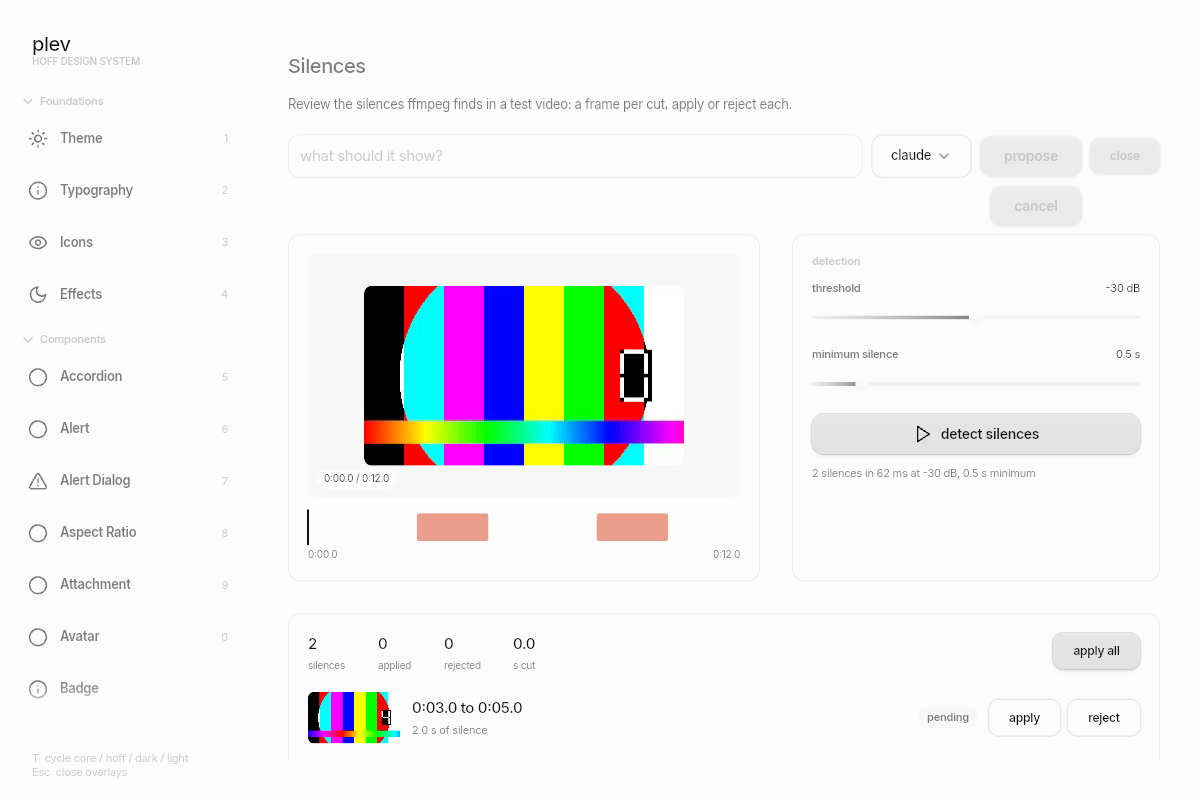 plev
HOFF DESIGN SYSTEM
Foundations
Theme 1
Typography 2
Icons 3
Effects 4
Components
Accordion 5
Alert 6
Alert Dialog 7
Aspect Ratio 8
Attachment 9
Avatar 0
Badge
T cycle core / hoff / dark / light
Esc close overlays
Silences
Review the silences ffmpeg finds in a test video: a frame per cut, apply or reject each.
what should it show?
claude
propose
close
cancel
0:00.0 / 0:12.0
0:00.0 0:12.0
detection
threshold -30 dB
minimum silence 0.5 s
detect silences
2 silences in 62 ms at -30 dB, 0.5 s minimum
2 0 0 0.0
silences applied rejected s cut
apply all
0:03.0 to 0:05.0
2.0 s of silence
pending
apply
reject